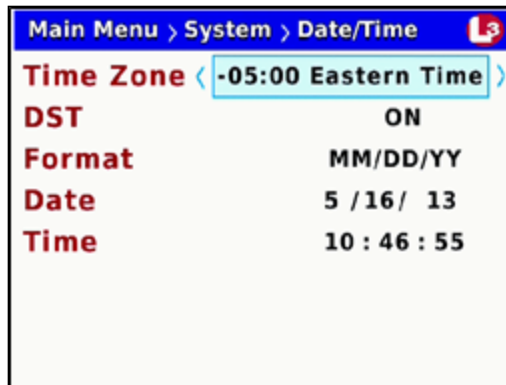 Main Menu > System > Date/Time L3
Time Zone < -05:00 Eastern Time >
DST ON
Format MM/DD/YY
Date 5 /16/ 13
Time 10 : 46 : 55